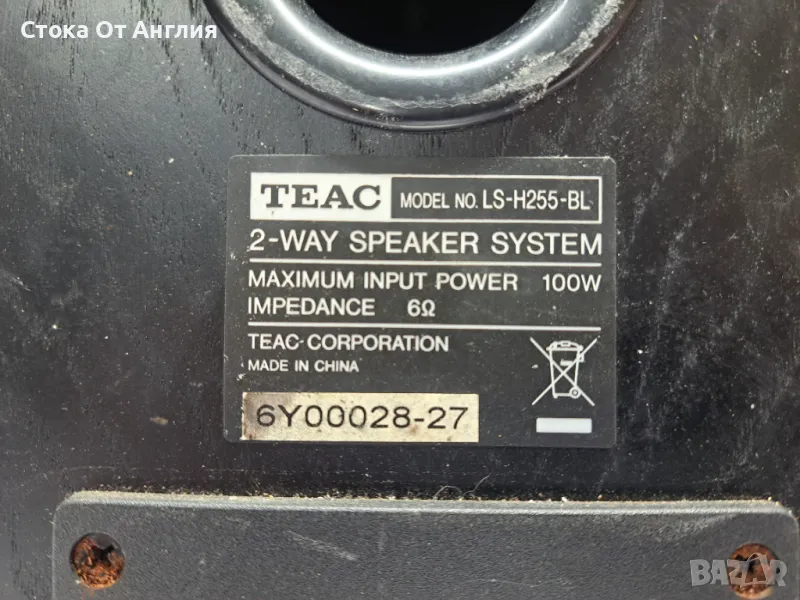 Стока От Англия
TEAC MODEL NO. LS-H255-BL
2-WAY SPEAKER SYSTEM
MAXIMUM INPUT POWER 100W
IMPEDANCE 6Ω
TEAC CORPORATION
MADE IN CHINA
6Y00028-27
BAZAR